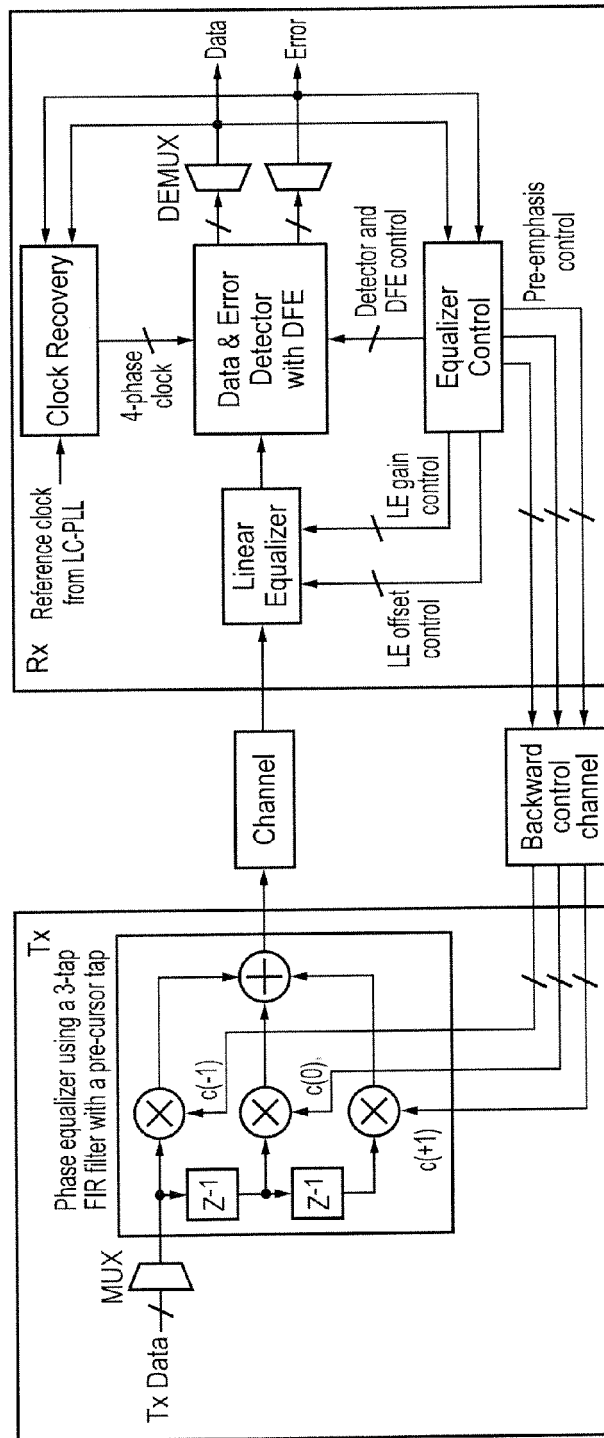 Tx
Phase equalizer using a 3-tap
FIR filter with a pre-cursor tap
MUX
Tx Data
Z-1
Z-1
c(-1)
c(0)
c(+1)
Channel
Backward
control
channel
Rx
Reference clock
from LC-PLL
Clock Recovery
4-phase
clock
Linear
Equalizer
LE offset
control
LE gain
control
Data & Error
Detector
with DFE
DEMUX
Data
Error
Detector and
DFE control
Equalizer
Control
Pre-emphasis
control